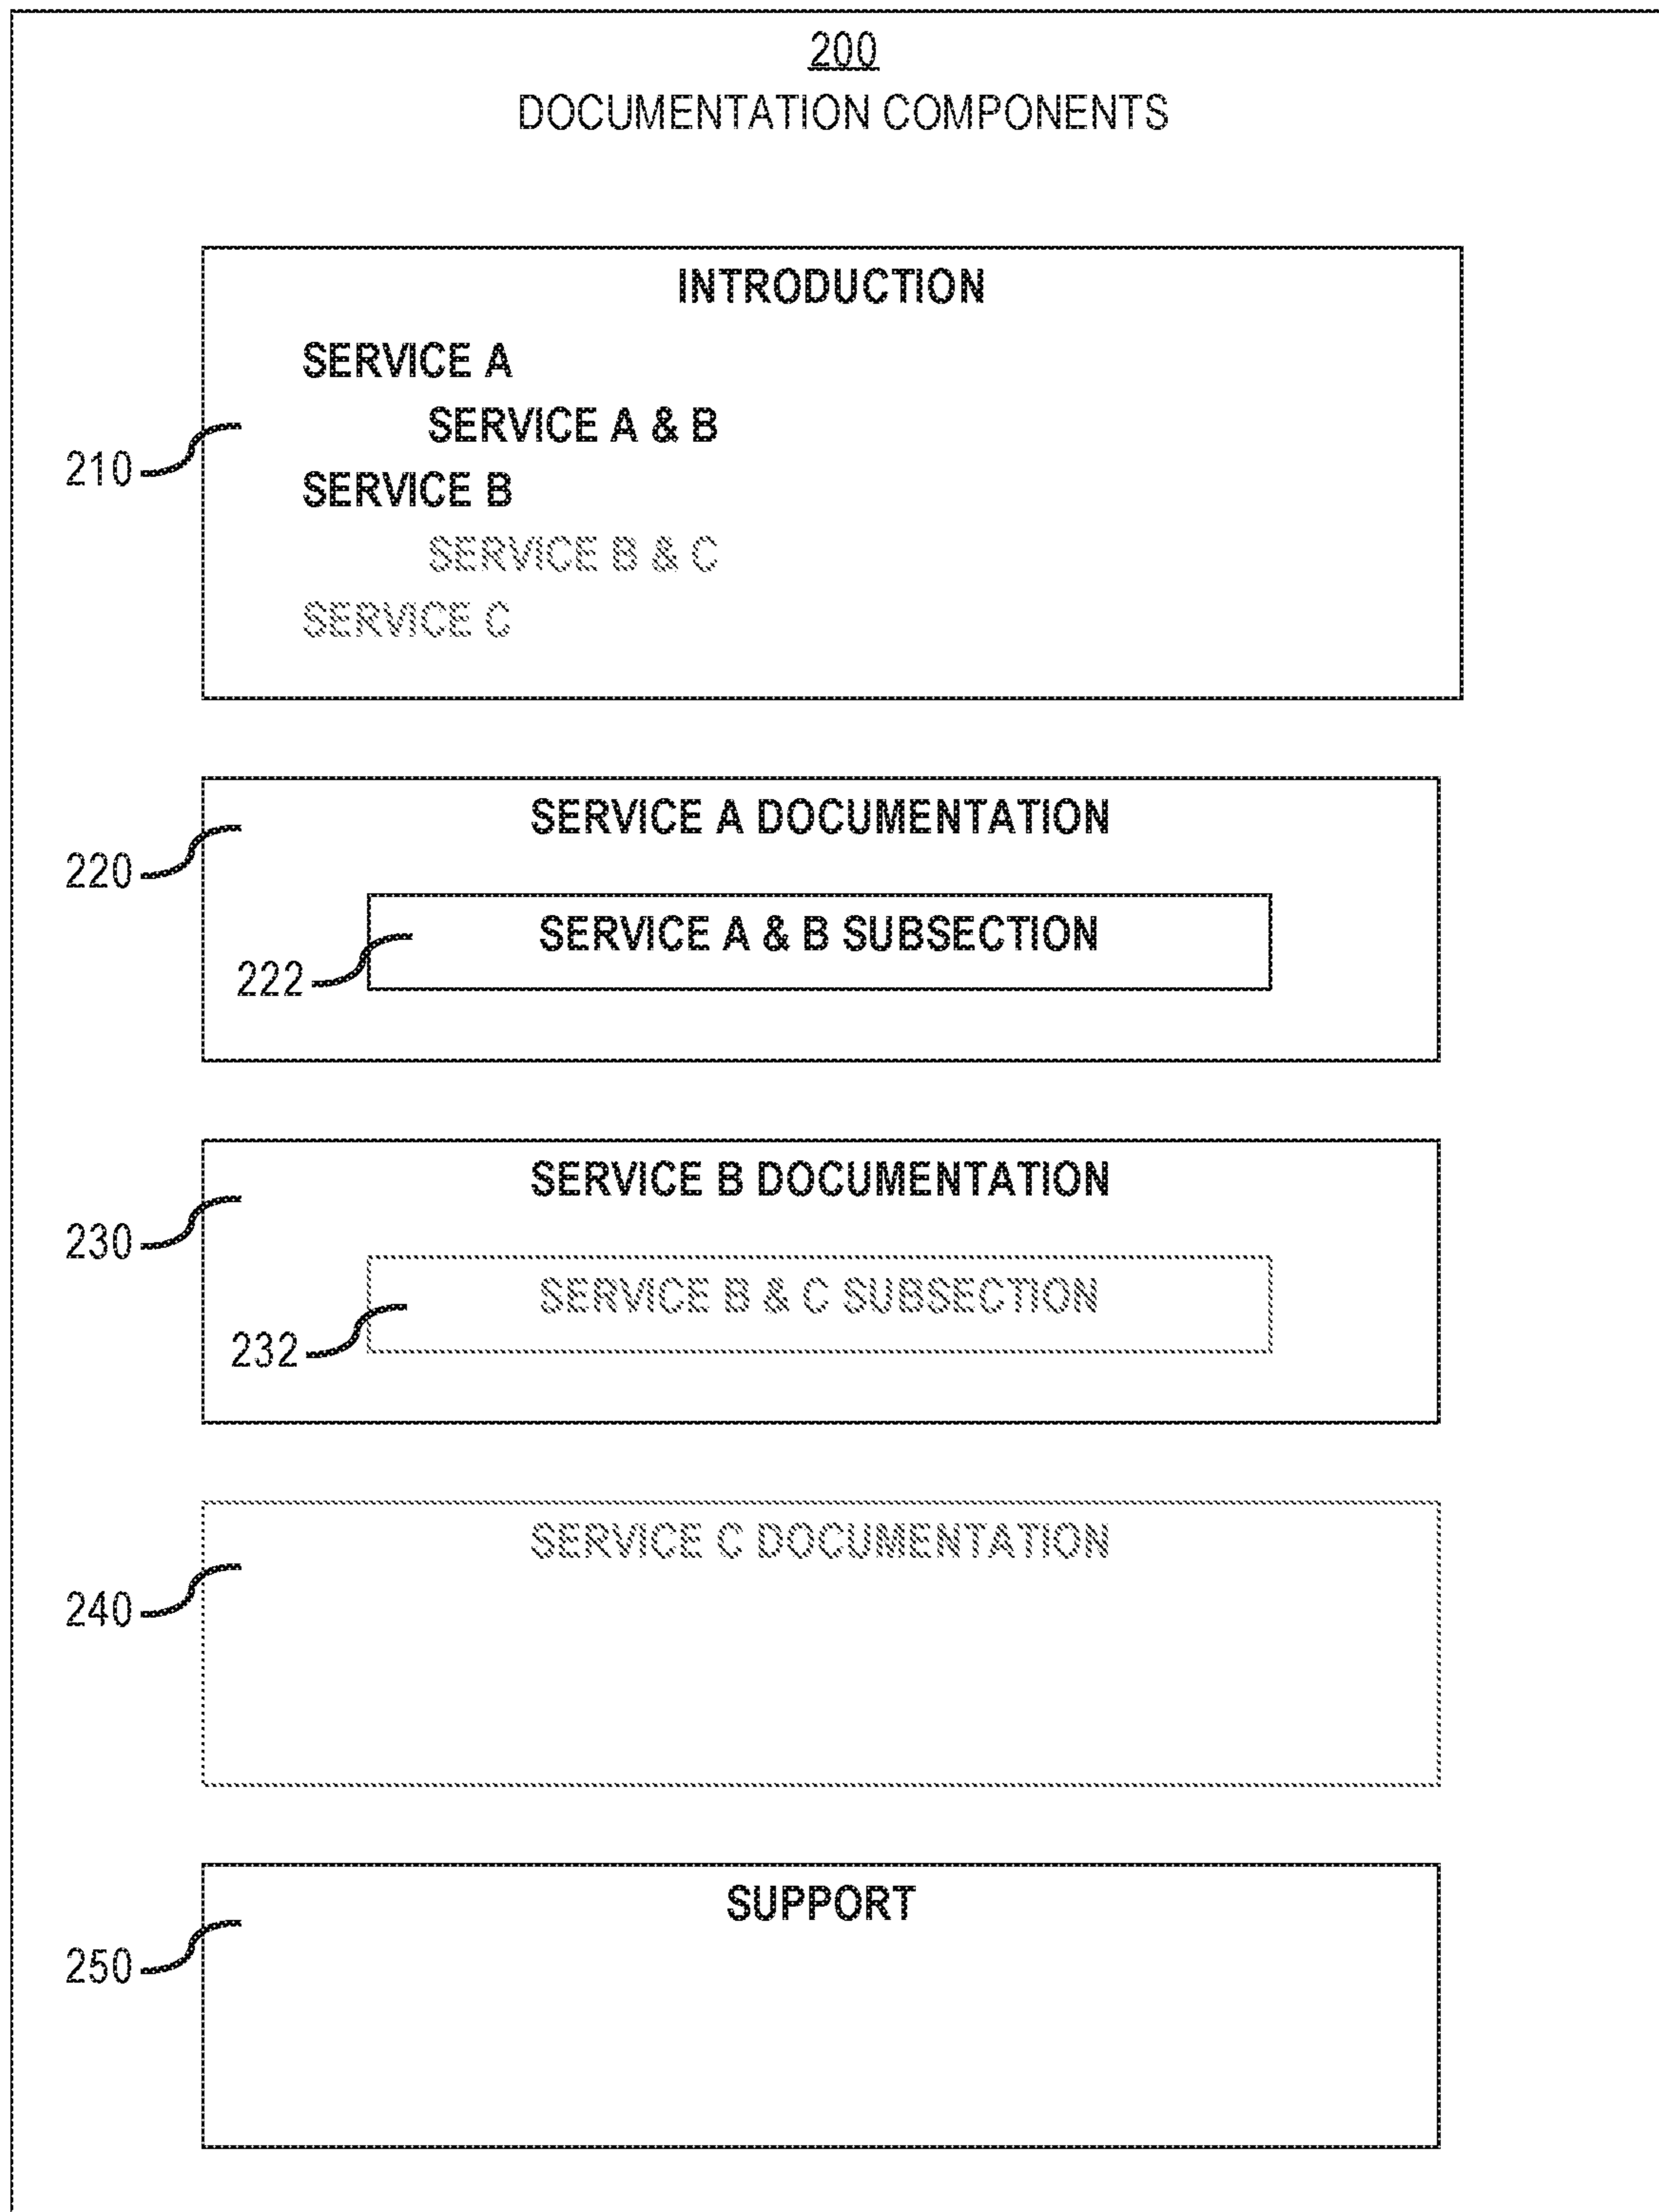 200
DOCUMENTATION COMPONENTS
INTRODUCTION
SERVICE A
SERVICE A & B
210
SERVICE B
SERVICE B & C
SERVICE C
SERVICE A DOCUMENTATION
220
SERVICE A & B SUBSECTION
222
SERVICE B DOCUMENTATION
230
SERVICE B & C SUBSECTION
232
SERVICE C DOCUMENTATION
240
SUPPORT
250